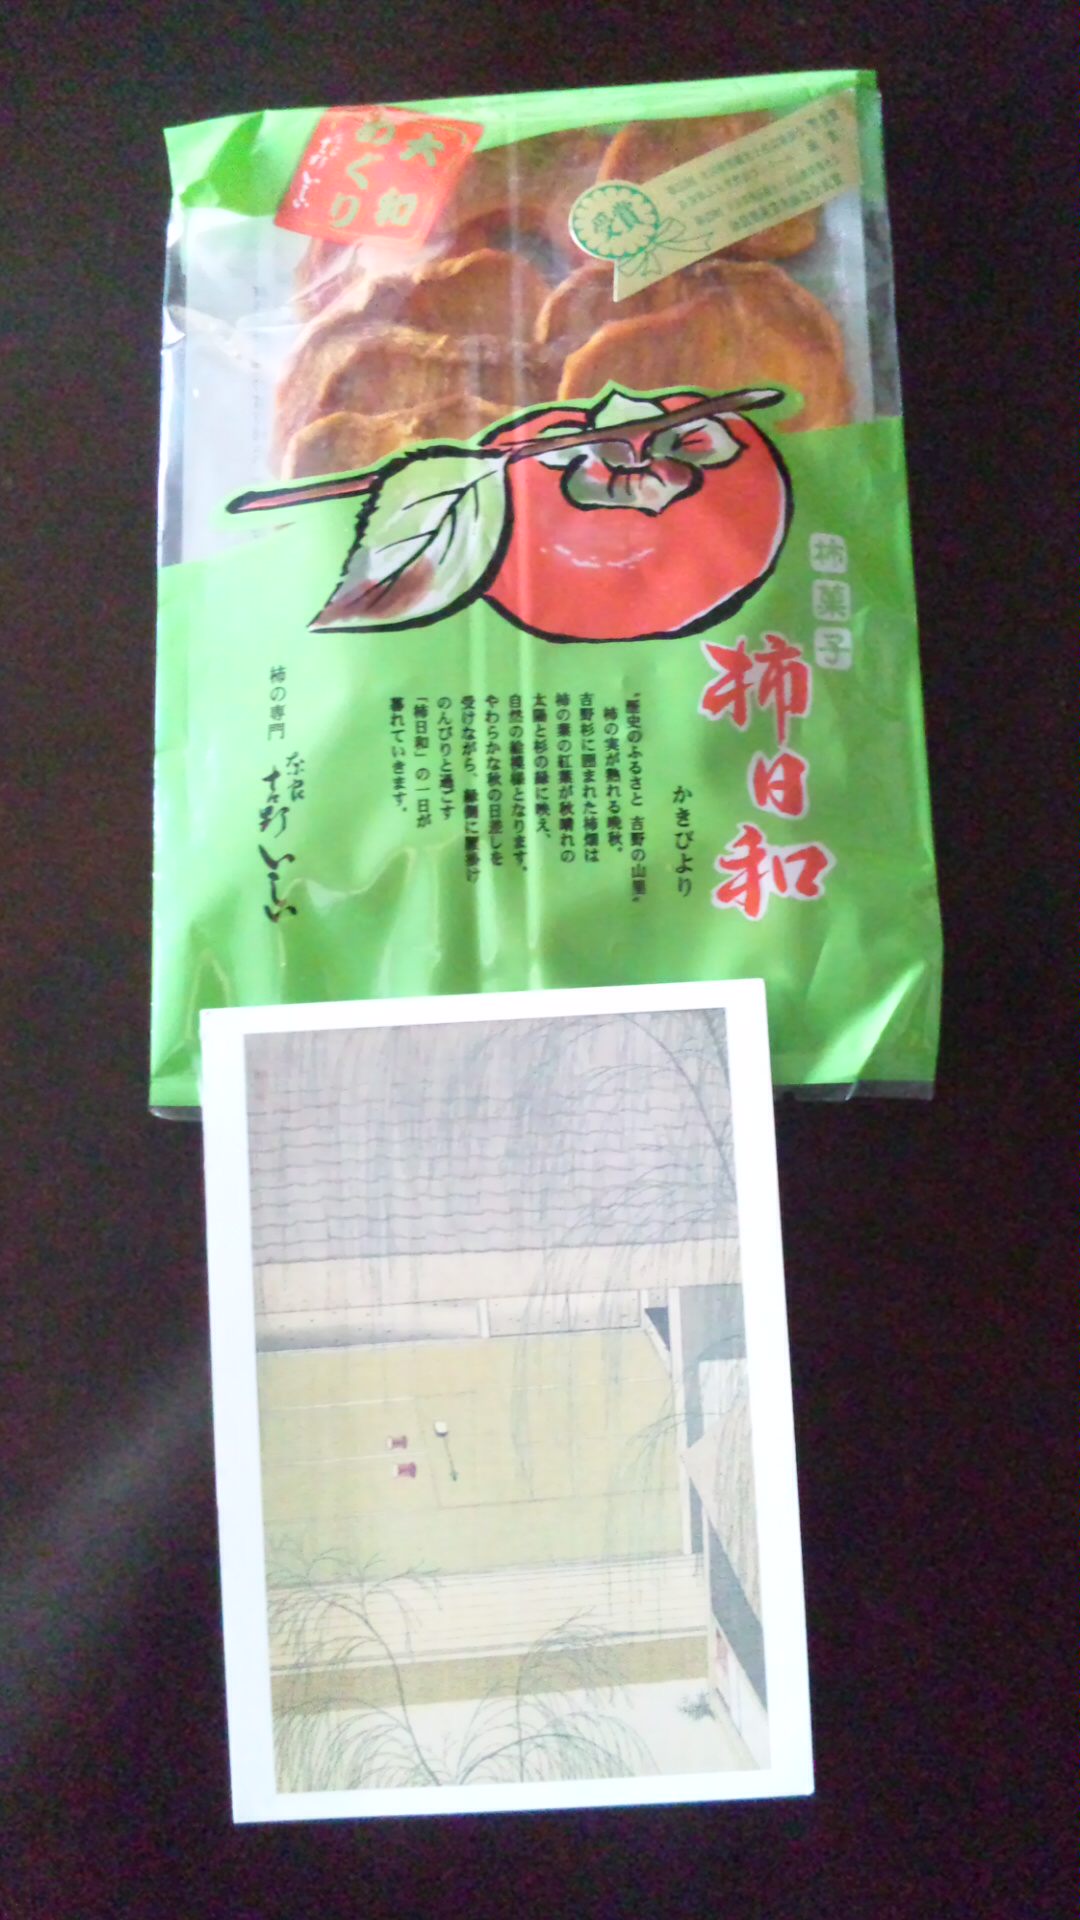 大和
めぐり
受賞
柿菓子
柿日和
かきびより
“歴史のふるさと 吉野の山里”
柿の実が熟れる晩秋。
吉野杉に囲まれた柿畑は
柿の葉の紅葉が秋晴れの
太陽と杉の緑に映え、
自然の絵模様となります。
やわらかな秋の日差しを
受けながら、縁側に腰掛け
のんびりと過ごす
「柿日和」の一日が
暮れていきます。
柿の専門
奈良
吉野
いしい